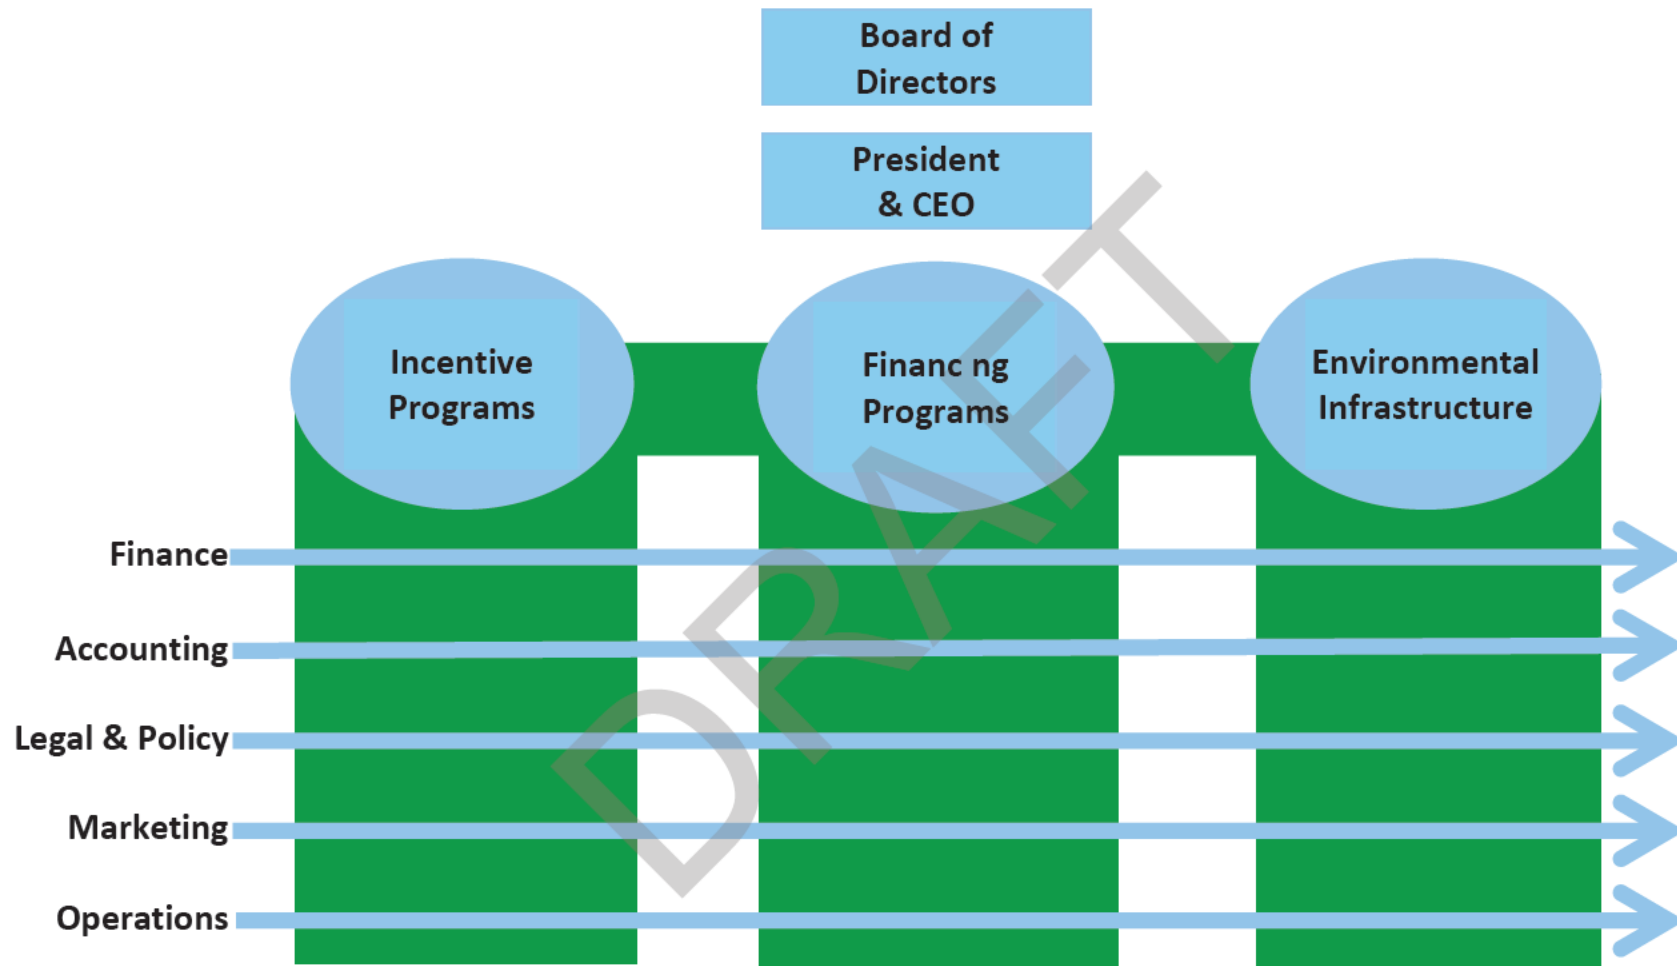 Board of
Directors
President
& CEO
Incentive
Programs
Financ ng
Programs
Environmental
Infrastructure
Finance
Accounting
Legal & Policy
Marketing
Operations
DRAFT